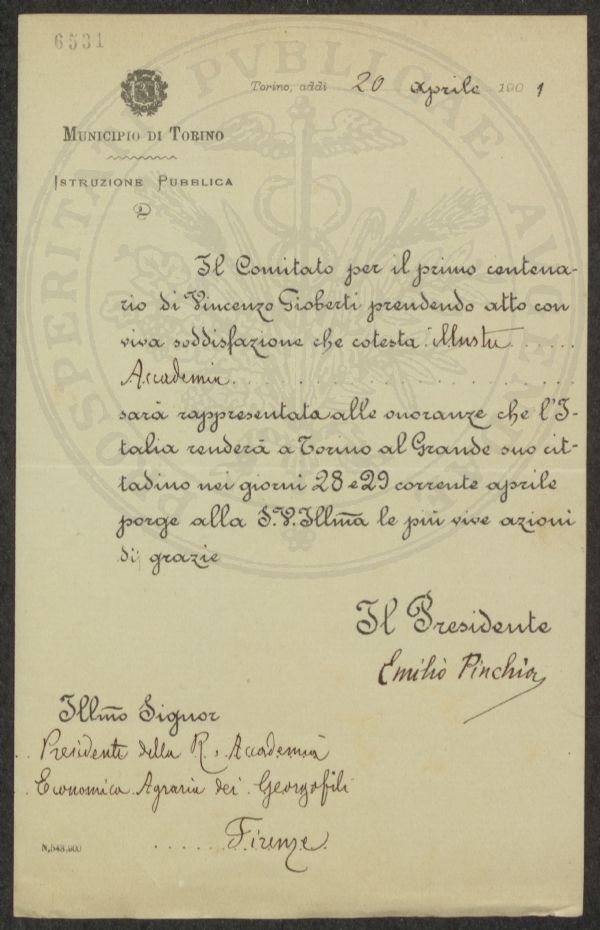 6531
Torino, addì 20 aprile 1901
MUNICIPIO DI TORINO
ISTRUZIONE PUBBLICA
Il Comitato per il primo centena-
rio di Vincenzo Gioberti prendendo atto con
viva soddisfazione che cotesta illustre
Accademia
sarà rappresentata alle onoranze che l'I-
talia renderà a Torino al Grande suo cit-
tadino nei giorni 28 e 29 corrente aprile
porge alla S.V. Illma le più vive azioni
di grazie
Il Presidente
Emilio Pinchia
Illmo Signor
Presidente della R. Accademia
Economica Agraria dei Georgofili
Firenze